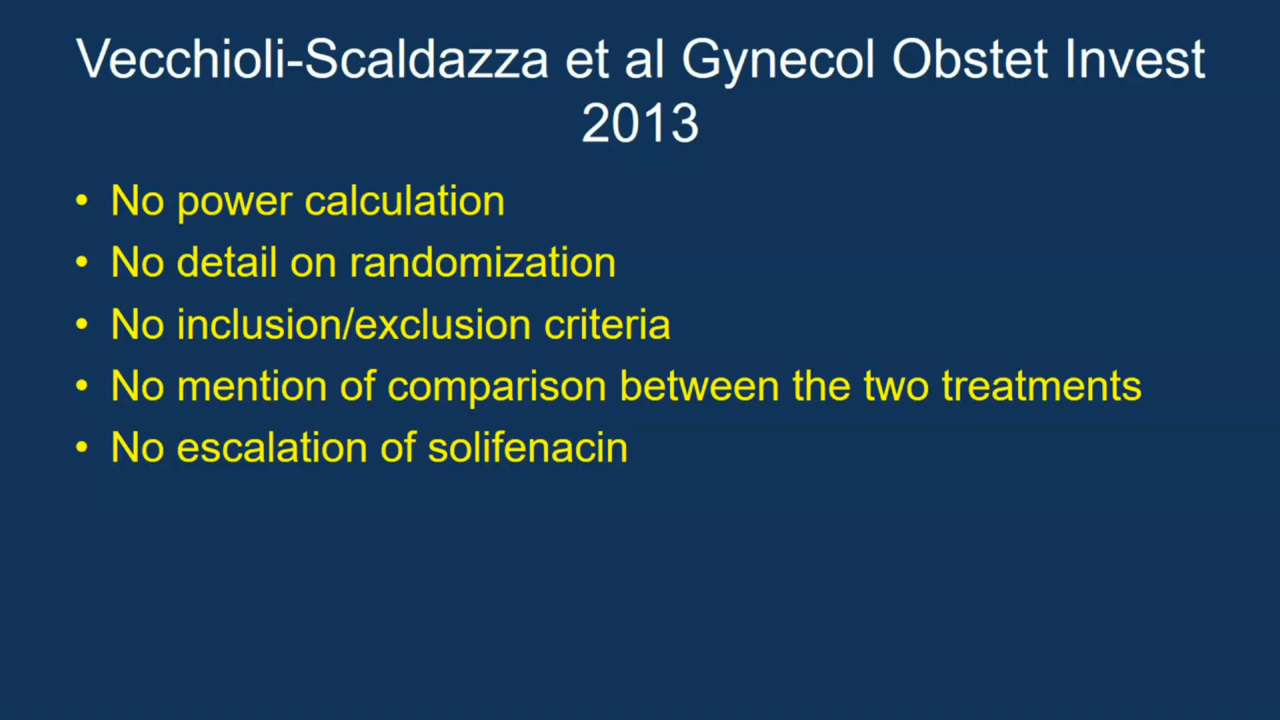 Vecchioli-Scaldazza et al Gynecol Obstet Invest
2013
• No power calculation
• No detail on randomization
• No inclusion/exclusion criteria
• No mention of comparison between the two treatments
• No escalation of solifenacin